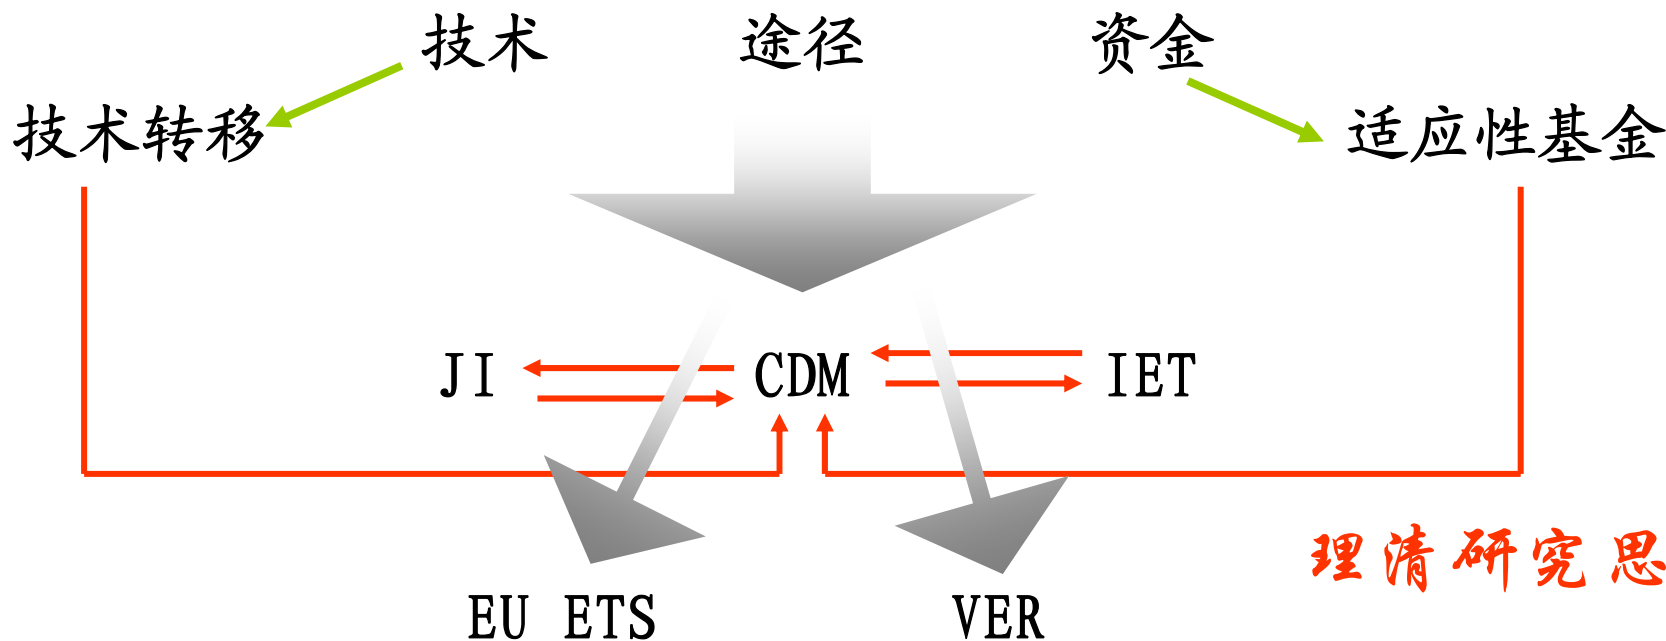 技术 途径 资金
技术转移 适应性基金
JI CDM IET
理清研究思
EU ETS VER